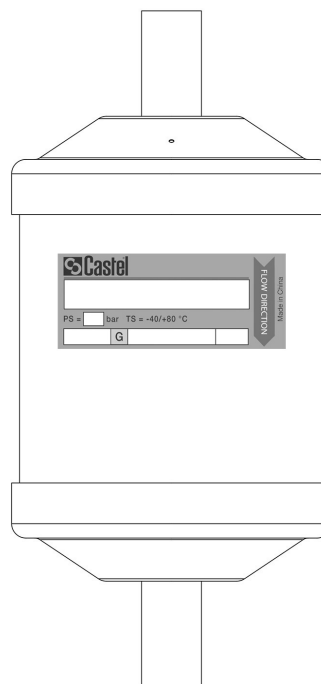 Castel
PS = bar TS = -40/+80 °C
G
FLOW DIRECTION
Made in China